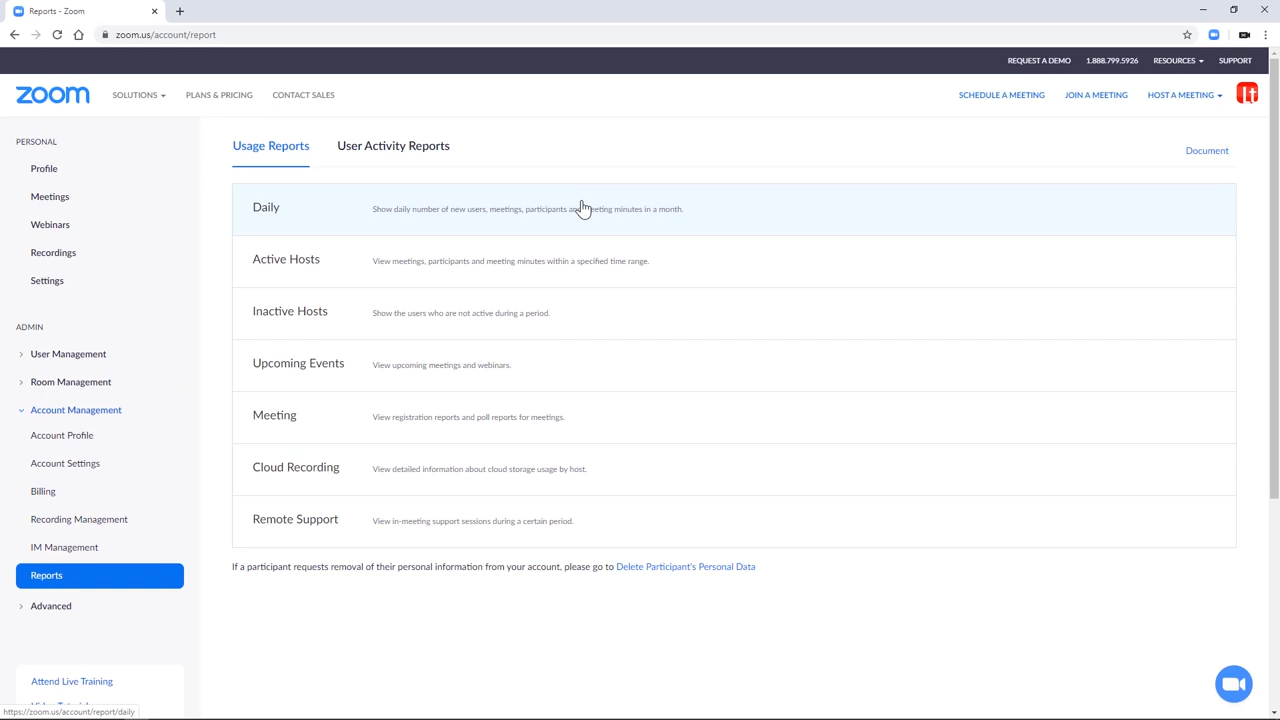 Reports - Zoom
zoom.us/account/report
REQUEST A DEMO 1.888.799.5926 RESOURCES SUPPORT
zoom SOLUTIONS PLANS & PRICING CONTACT SALES SCHEDULE A MEETING JOIN A MEETING HOST A MEETING lt
PERSONAL
Profile
Meetings
Webinars
Recordings
Settings
ADMIN
User Management
Room Management
Account Management
Account Profile
Account Settings
Billing
Recording Management
IM Management
Reports
Advanced
Attend Live Training
Usage Reports User Activity Reports Document
Daily Show daily number of new users, meetings, participants and meeting minutes in a month.
Active Hosts View meetings, participants and meeting minutes within a specified time range.
Inactive Hosts Show the users who are not active during a period.
Upcoming Events View upcoming meetings and webinars.
Meeting View registration reports and poll reports for meetings.
Cloud Recording View detailed information about cloud storage usage by host.
Remote Support View in-meeting support sessions during a certain period.
If a participant requests removal of their personal information from your account, please go to Delete Participant's Personal Data
https://zoom.us/account/report/daily